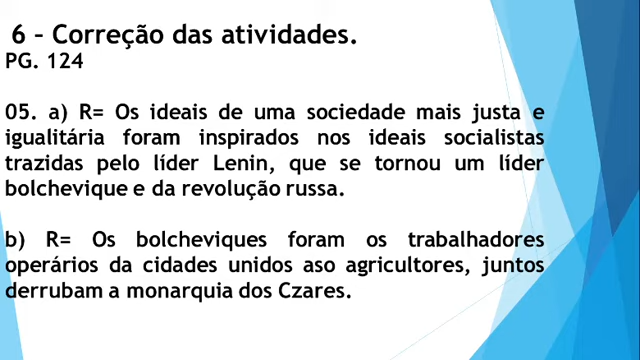 6 – Correção das atividades.
PG. 124
05. a) R= Os ideais de uma sociedade mais justa e
igualitária foram inspirados nos ideais socialistas
trazidas pelo líder Lenin, que se tornou um líder
bolchevique e da revolução russa.
b) R= Os bolcheviques foram os trabalhadores
operários da cidades unidos aso agricultores, juntos
derrubam a monarquia dos Czares.